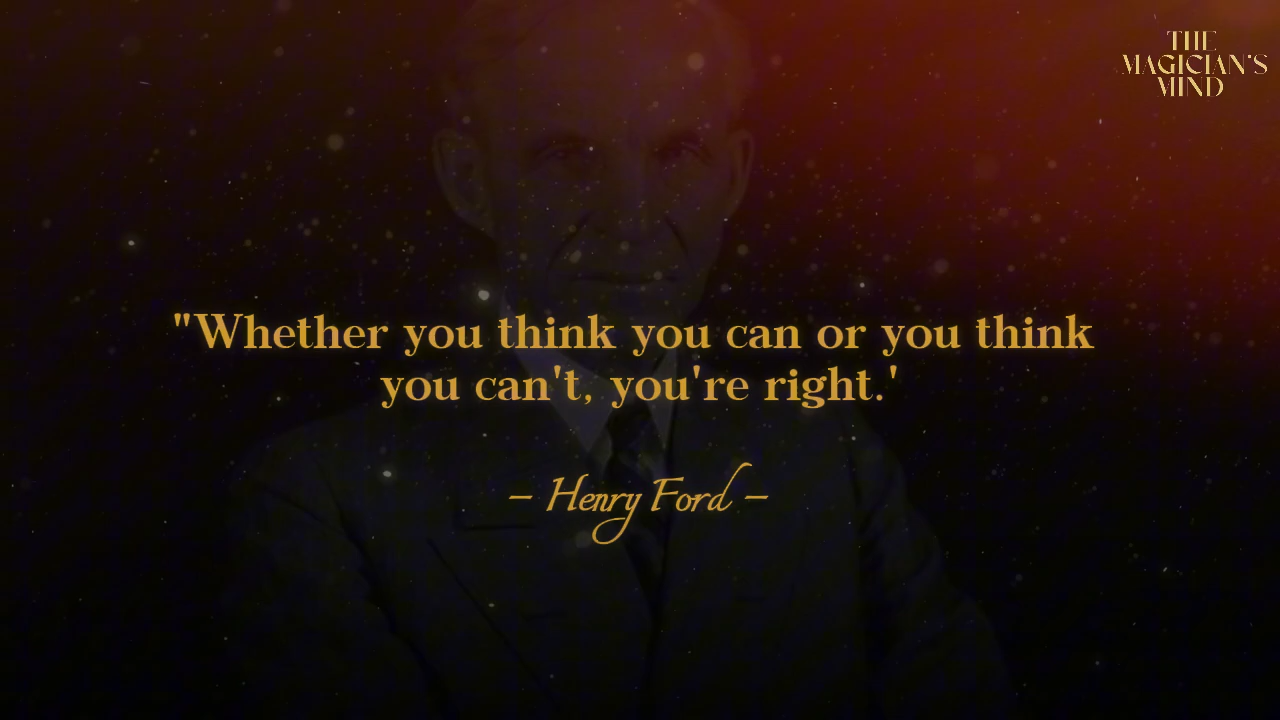 THE
MAGICIAN'S
MIND
"Whether you think you can or you think
you can't, you're right.'
– Henry Ford –